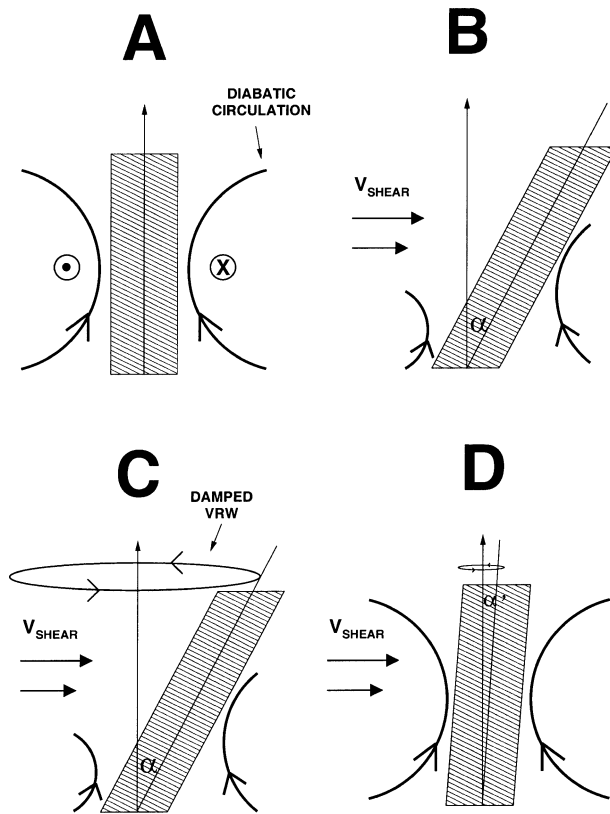 A
B
DIABATIC
CIRCULATION
V SHEAR
X
α
C
D
DAMPED
VRW
V SHEAR
α
V SHEAR
α'